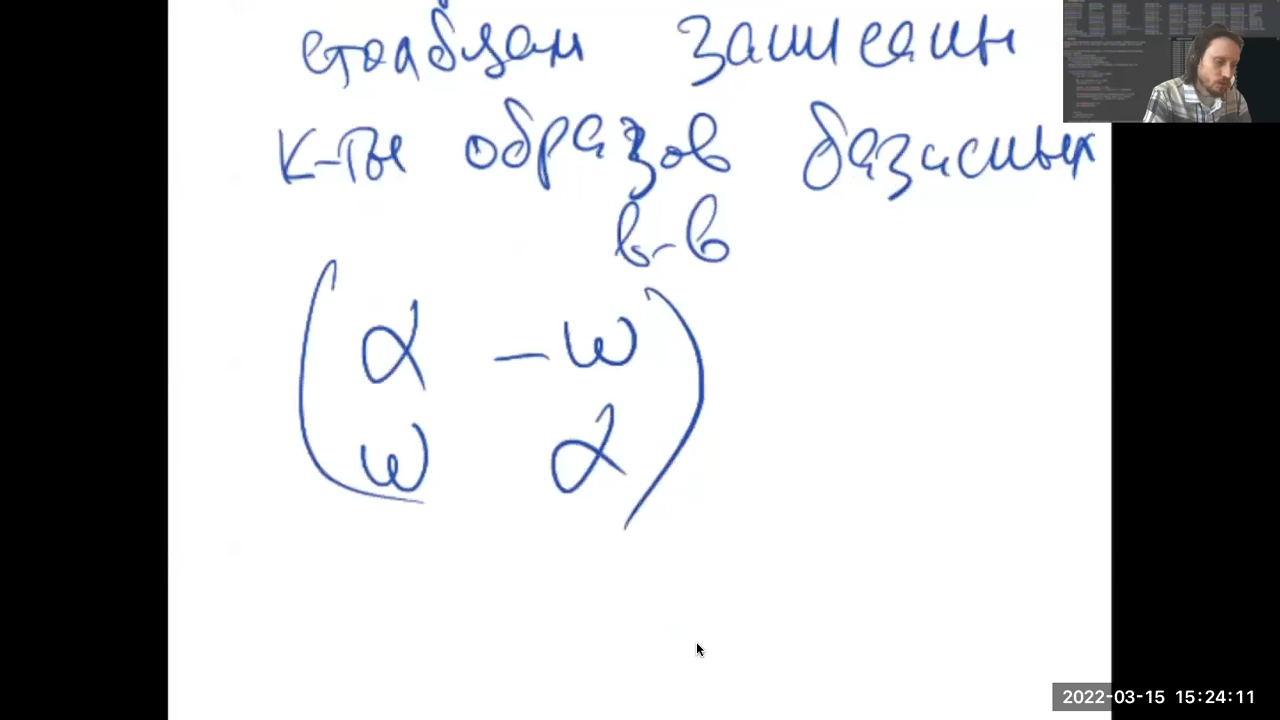 столбцам записаны
к-ты образов базисных
в-в
α -ω
ω α
2022-03-15 15:24:11